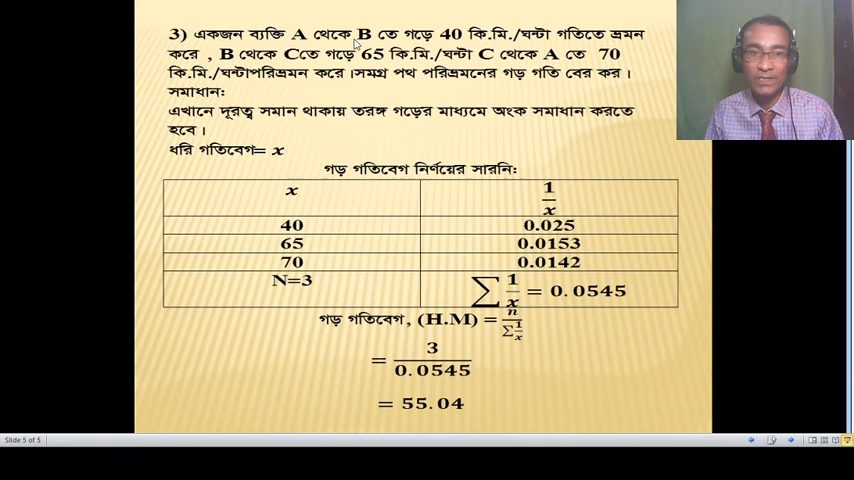 3) একজন ব্যক্তি A থেকে B তে গড়ে 40 কি.মি./ঘন্টা গতিতে ভ্রমন
করে , B থেকে Cতে গড়ে 65 কি.মি./ঘন্টা C থেকে A তে 70
কি.মি./ঘন্টাপরিভ্রমন করে ।সমগ্র পথ পরিভ্রমনের গড় গতি বের কর ।
সমাধান:
এখানে দূরত্ব সমান থাকায় তরঙ্গ গড়ের মাধ্যমে অংক সমাধান করতে
হবে ।
ধরি গতিবেগ= x
গড় গতিবেগ নির্ণয়ের সারনি:
x 1/x
40 0.025
65 0.0153
70 0.0142
N=3 ∑ 1/x = 0.0545
গড় গতিবেগ, (H.M) = n/∑1/x
= 3/0.0545
= 55.04
Slide 5 of 5